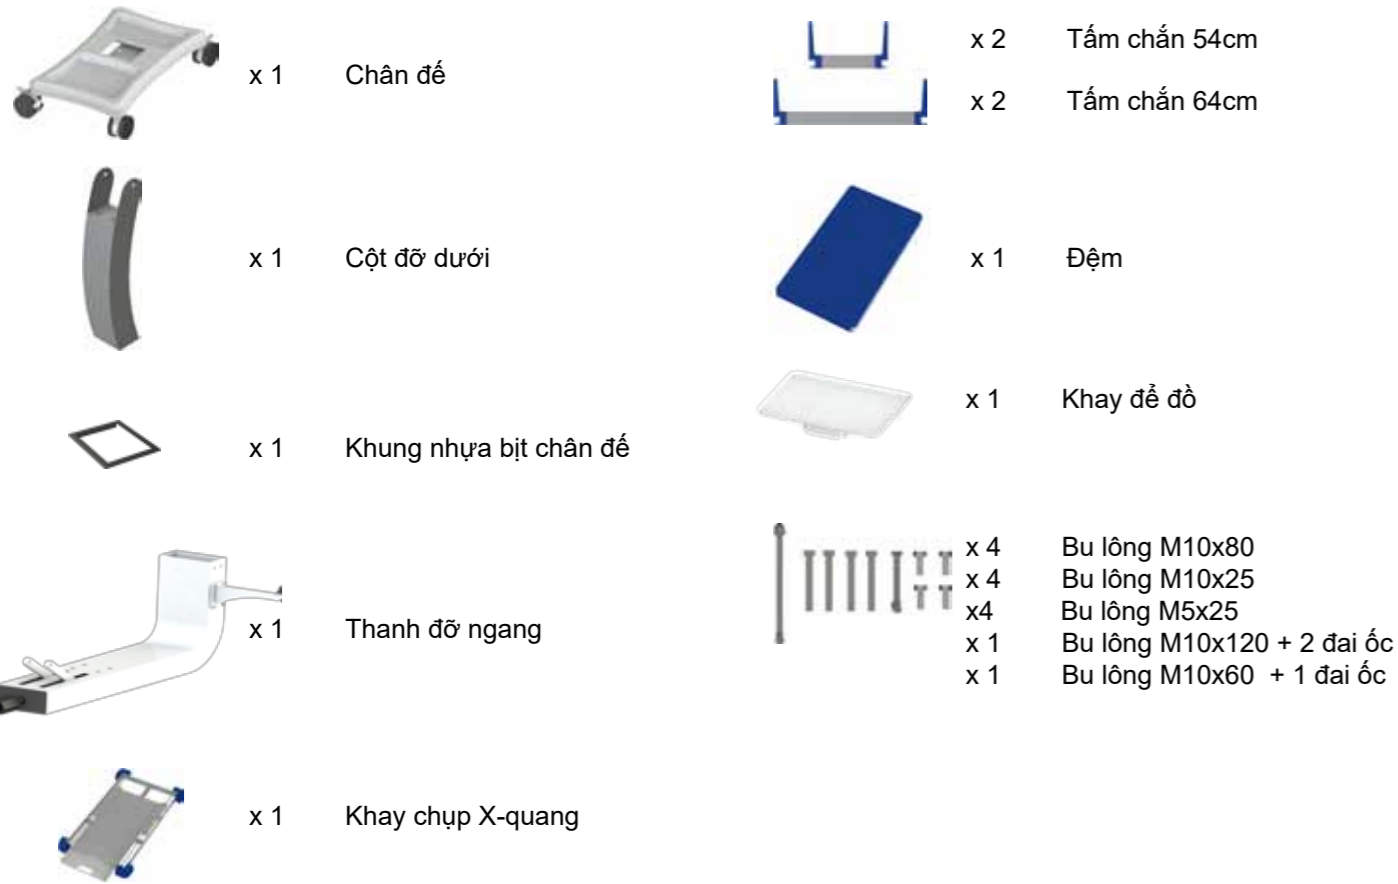 x 1 Chân đế
x 1 Cột đỡ dưới
x 1 Khung nhựa bịt chân đế
x 1 Thanh đỡ ngang
x 1 Khay chụp X-quang
x 2 Tấm chắn 54cm
x 2 Tấm chắn 64cm
x 1 Đệm
x 1 Khay để đồ
x 4 Bu lông M10x80
x 4 Bu lông M10x25
x4 Bu lông M5x25
x 1 Bu lông M10x120 + 2 đai ốc
x 1 Bu lông M10x60 + 1 đai ốc